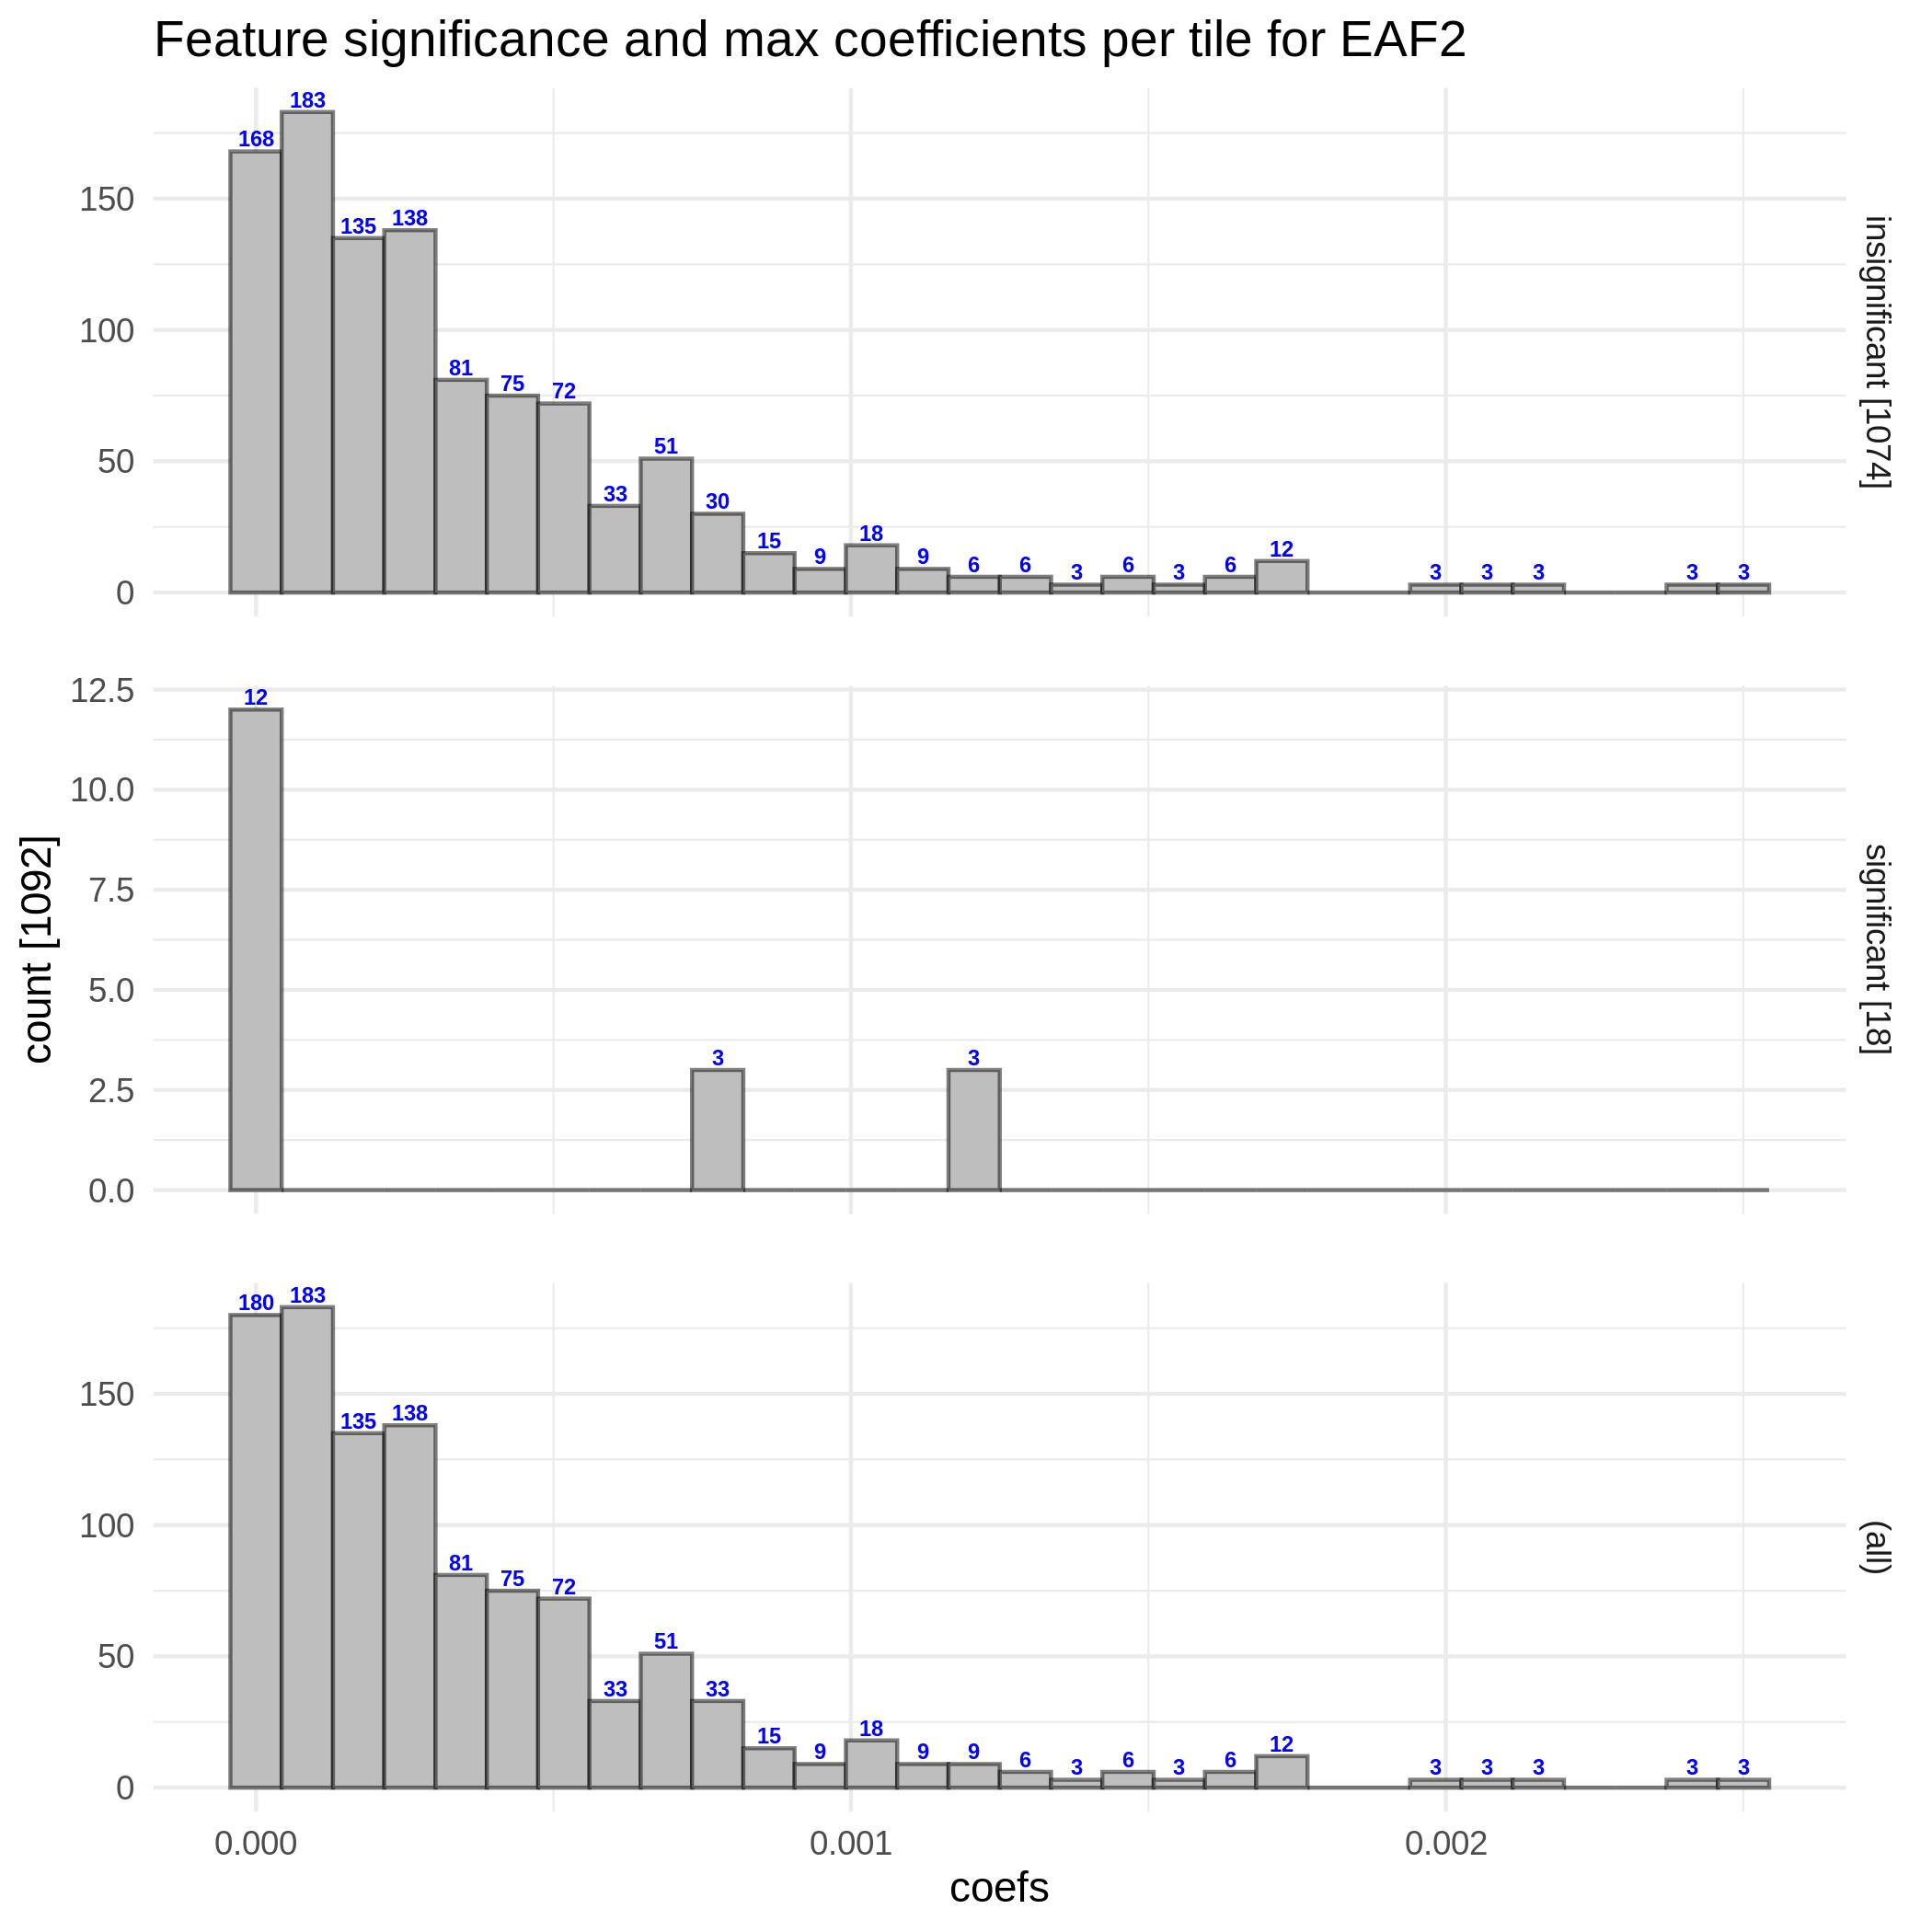 Feature significance and max coefficients per tile for EAF2
168 183 135 138 81 75 72 33 51 30 15 9 18 9 6 6 3 6 3 6 12 3 3 3 3 3
150
100
50
0
insignificant [1074]
count [1092]
12 3 3
12.5
10.0
7.5
5.0
2.5
0.0
significant [18]
180 183 135 138 81 75 72 33 51 33 15 9 18 9 9 6 3 6 3 6 12 3 3 3 3 3
150
100
50
0
(all)
0.000 0.001 0.002
coefs